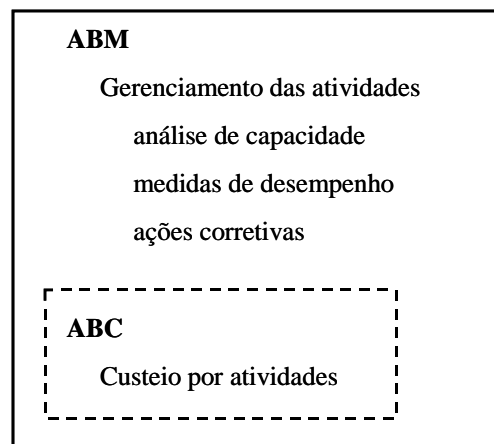 ABM
Gerenciamento das atividades
análise de capacidade
medidas de desempenho
ações corretivas
ABC
Custeio por atividades